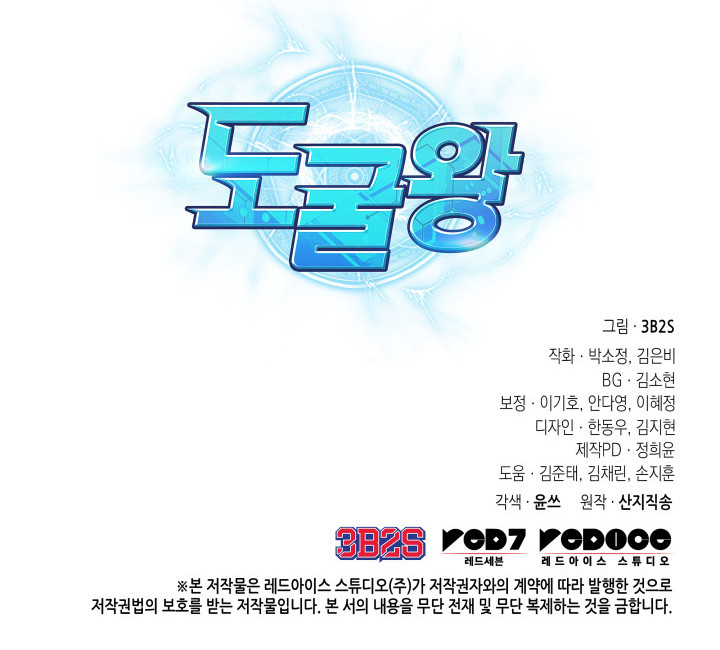 도굴왕
그림 · 3B2S
작화 · 박소정, 김은비
BG · 김소현
보정 · 이기호, 안다영, 이혜정
디자인 · 한동우, 김지현
제작PD · 정희윤
도움 · 김준태, 김채린, 손지훈
각색 · 윤쓰 원작 · 산지직송
3B2S RED7 REDICE
레드세븐 레드아이스 스튜디오
※본 저작물은 레드아이스 스튜디오(주)가 저작권자와의 계약에 따라 발행한 것으로
저작권법의 보호를 받는 저작물입니다. 본 서의 내용을 무단 전재 및 무단 복제하는 것을 금합니다.